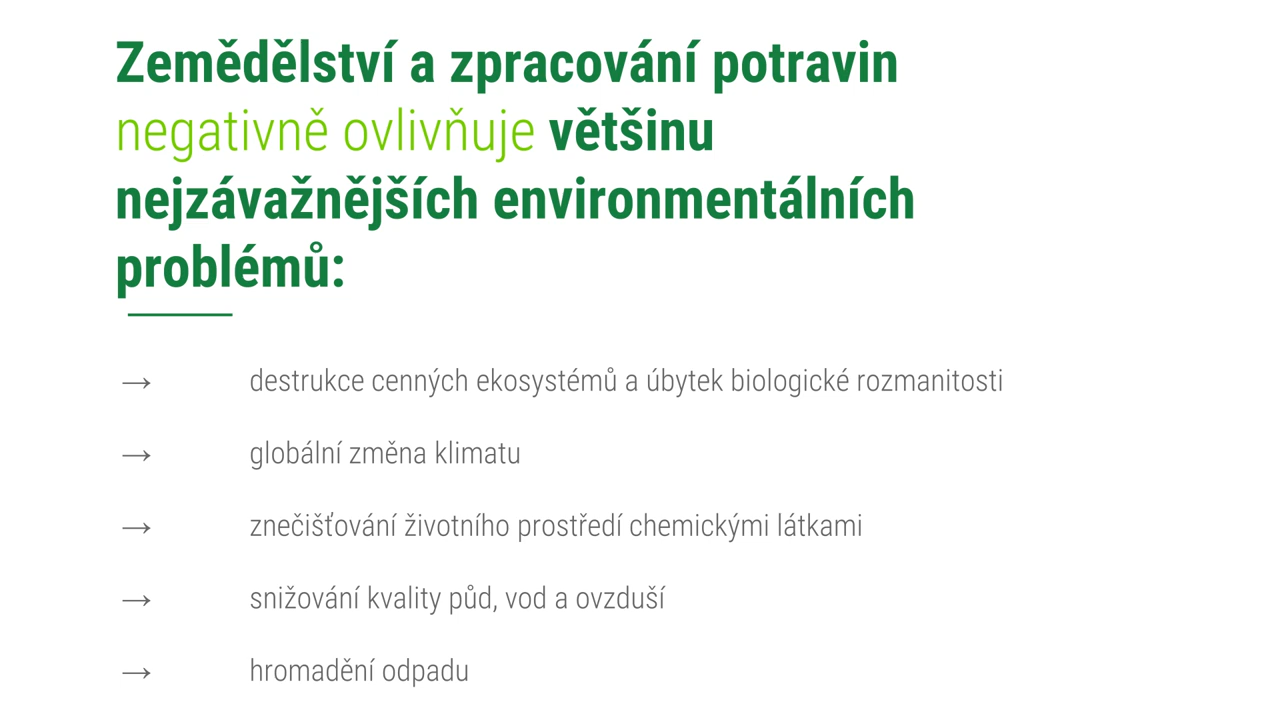 Zemědělství a zpracování potravin
negativně ovlivňuje většinu
nejzávažnějších environmentálních
problémů:
→ destrukce cenných ekosystémů a úbytek biologické rozmanitosti
→ globální změna klimatu
→ znečišťování životního prostředí chemickými látkami
→ snižování kvality půd, vod a ovzduší
→ hromadění odpadu